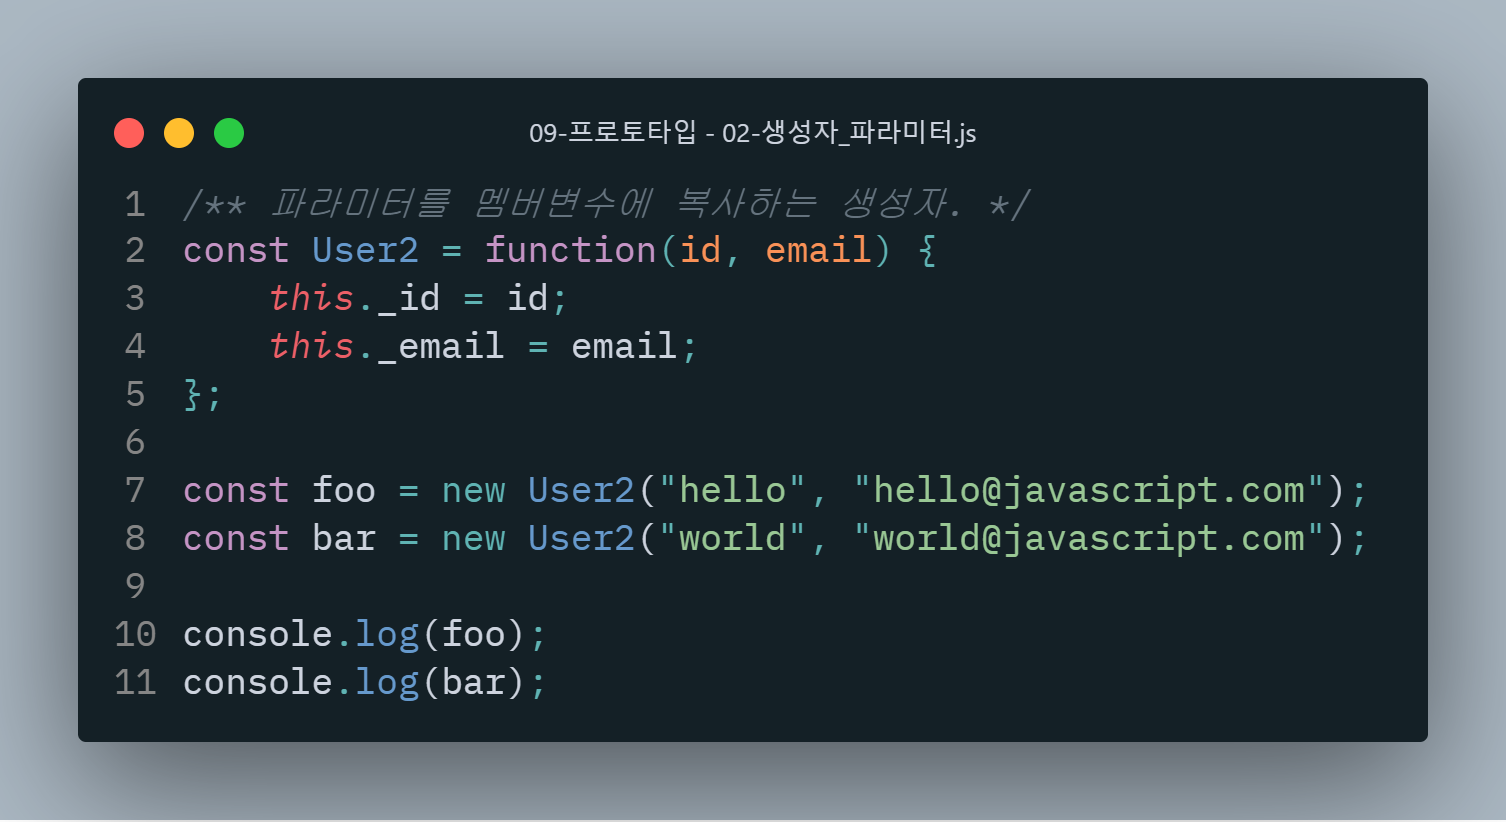 09-프로토타입 - 02-생성자_파라미터.js
1 /** 파라미터를 멤버변수에 복사하는 생성자. */
2 const User2 = function(id, email) {
3     this._id = id;
4     this._email = email;
5 };
6
7 const foo = new User2("hello", "hello@javascript.com");
8 const bar = new User2("world", "world@javascript.com");
9
10 console.log(foo);
11 console.log(bar);